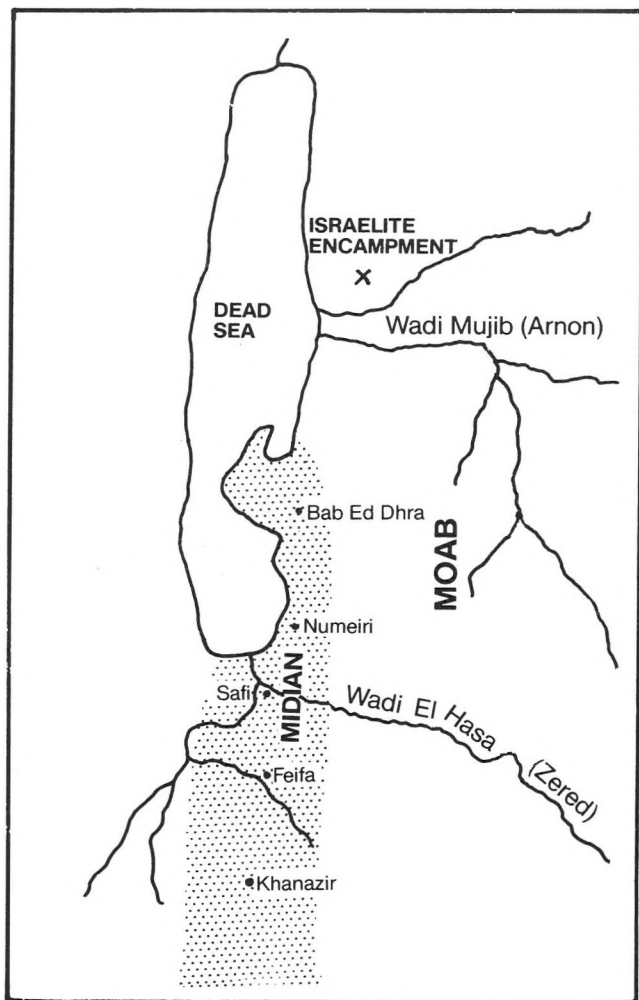 ISRAELITE
ENCAMPMENT
DEAD
SEA
Wadi Mujib (Arnon)
Bab Ed Dhra
MOAB
Numeiri
MIDIAN
Safi
Wadi El Hasa (Zered)
Feifa
Khanazir